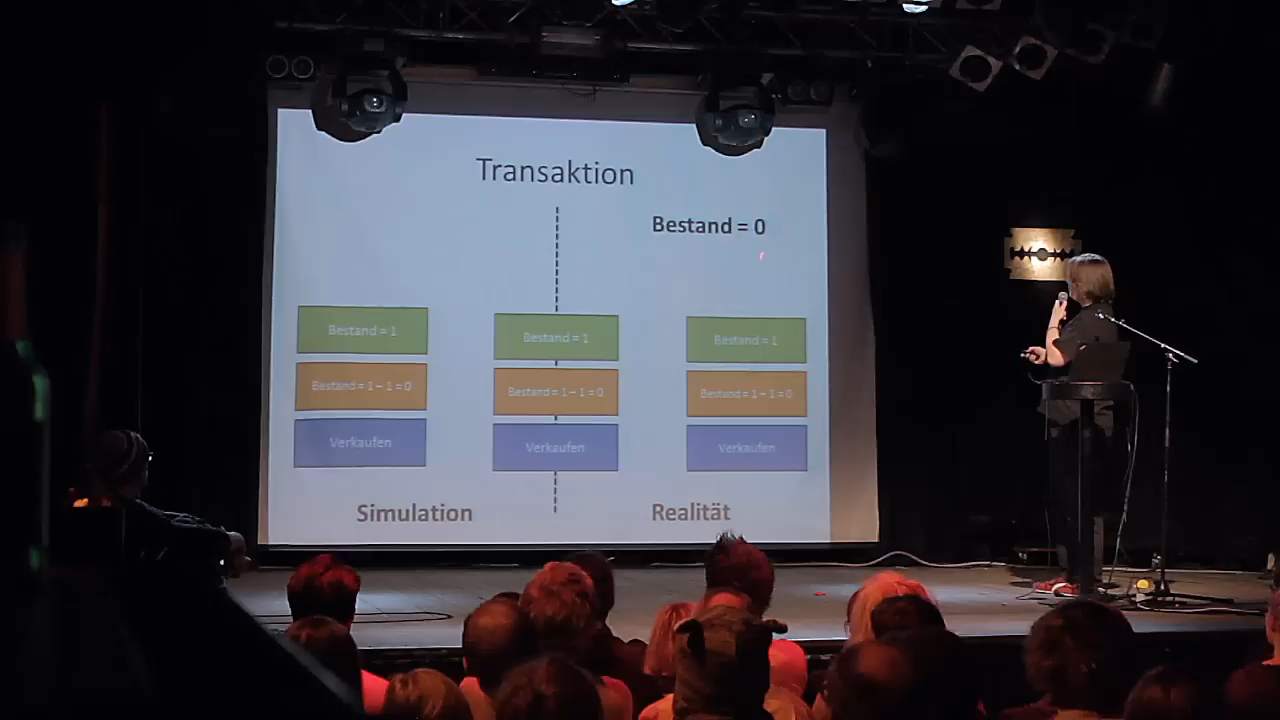 Transaktion
Bestand = 0
Bestand = 1
Bestand = 1 – 1 = 0
Verkaufen
Bestand = 1
Bestand = 1 – 1 = 0
Verkaufen
Bestand = 1
Bestand = 1 – 1 = 0
Verkaufen
Simulation
Realität